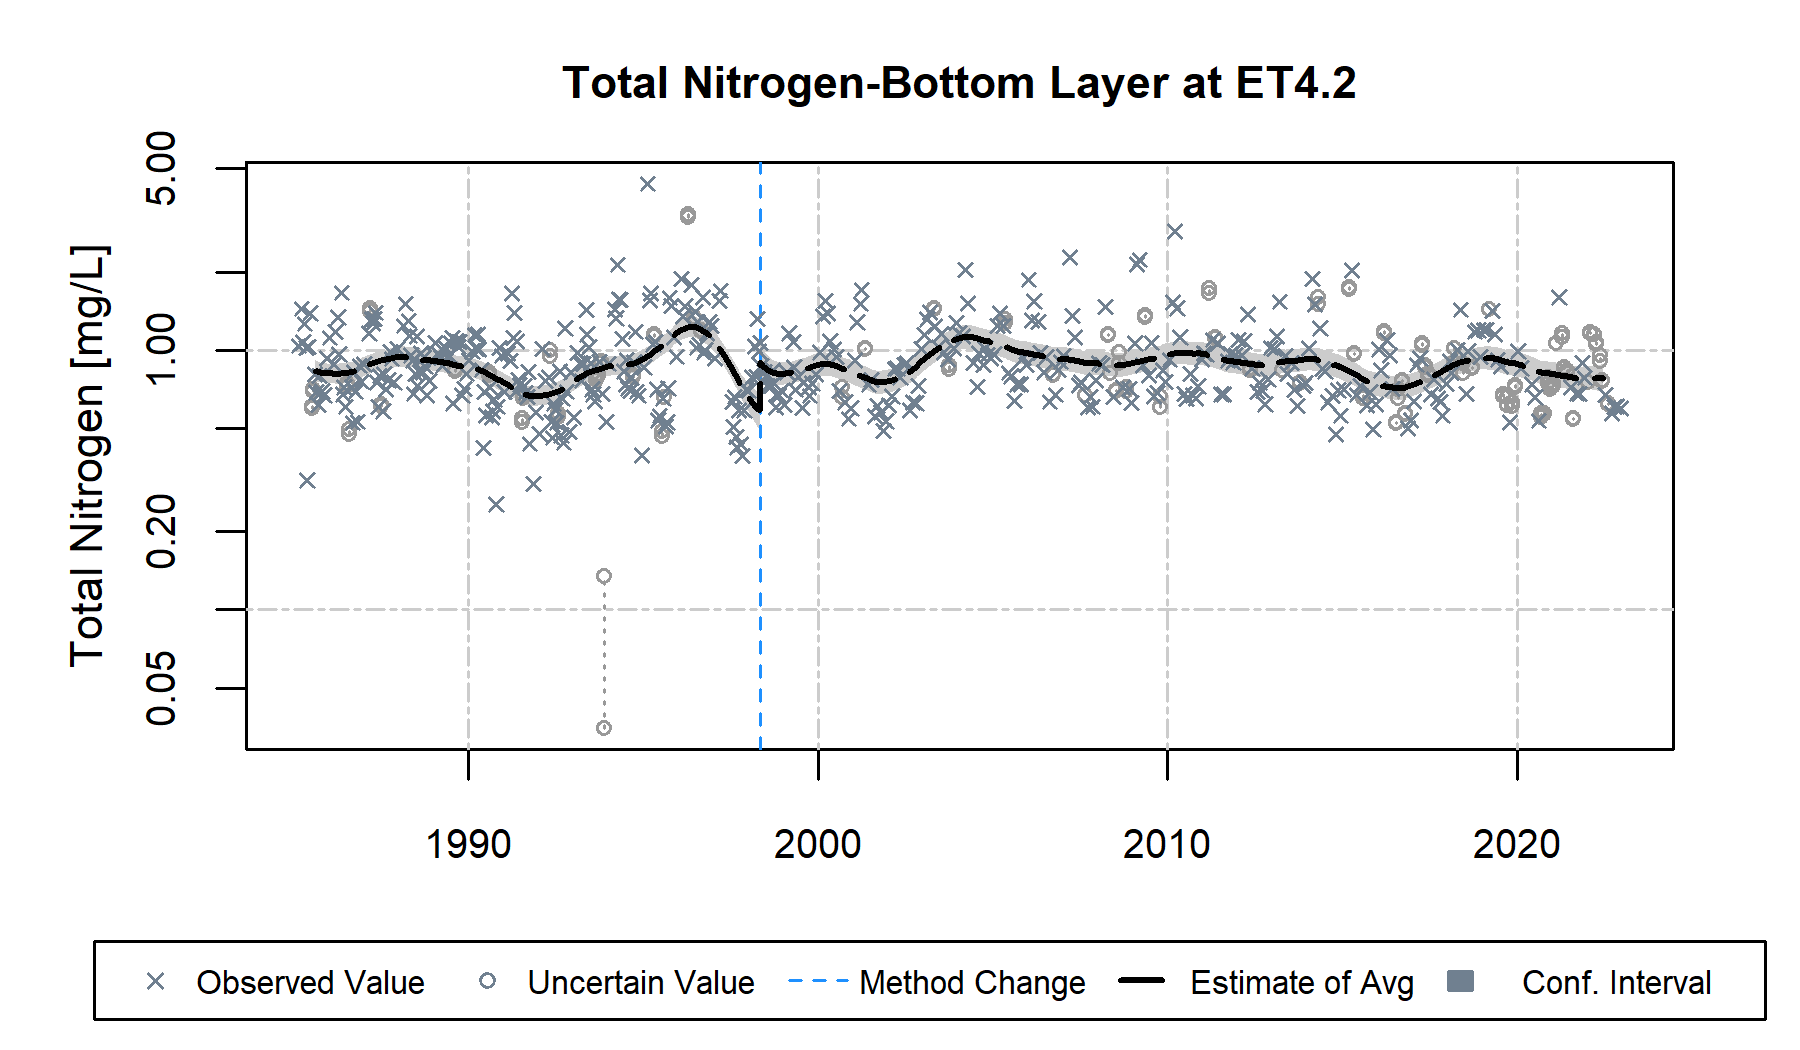 Total Nitrogen-Bottom Layer at ET4.2
Total Nitrogen [mg/L]
5.00
1.00
0.20
0.05
1990 2000 2010 2020
Observed Value Uncertain Value Method Change Estimate of Avg Conf. Interval